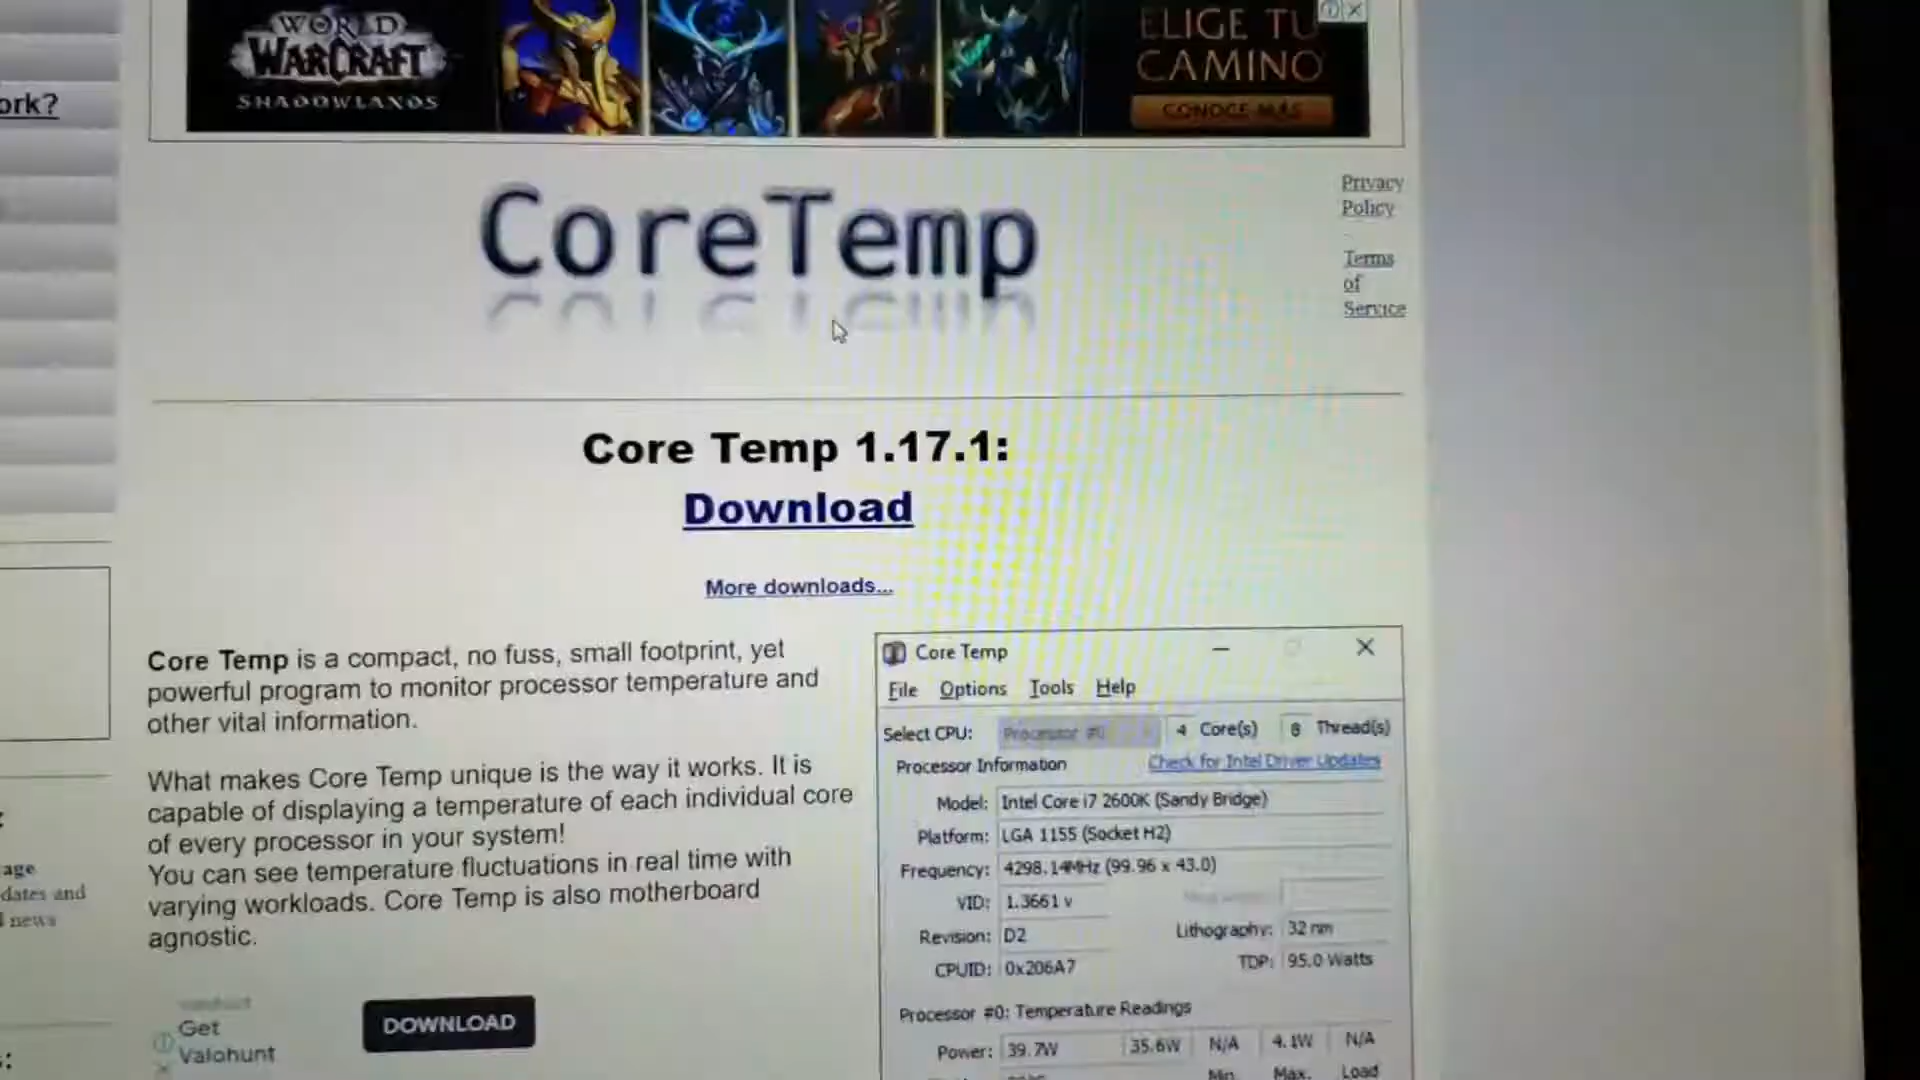 WORLD
WARCRAFT
SHADOWLANDS
ELIGE TU
CAMINO
CONOCE MÁS
ork?
CoreTemp
Privacy
Policy
Terms
of
Service
Core Temp 1.17.1:
Download
More downloads...
Core Temp is a compact, no fuss, small footprint, yet
powerful program to monitor processor temperature and
other vital information.
What makes Core Temp unique is the way it works. It is
capable of displaying a temperature of each individual core
of every processor in your system!
You can see temperature fluctuations in real time with
varying workloads. Core Temp is also motherboard
agnostic.
age
dates and
news
Get
Valohunt
DOWNLOAD
Core Temp
File Options Tools Help
Select CPU: Processor #0 4 Core(s) 8 Thread(s)
Processor Information Check for Intel Driver Updates
Model: Intel Core i7 2600K (Sandy Bridge)
Platform: LGA 1155 (Socket H2)
Frequency: 4298.14MHz (99.96 x 43.0)
VID: 1.3661 v
Revision: D2 Lithography: 32 nm
CPUID: 0x206A7 TDP: 95.0 Watts
Processor #0: Temperature Readings
Power: 39.7W 35.6W N/A 4.1W N/A
Min. Max. Load